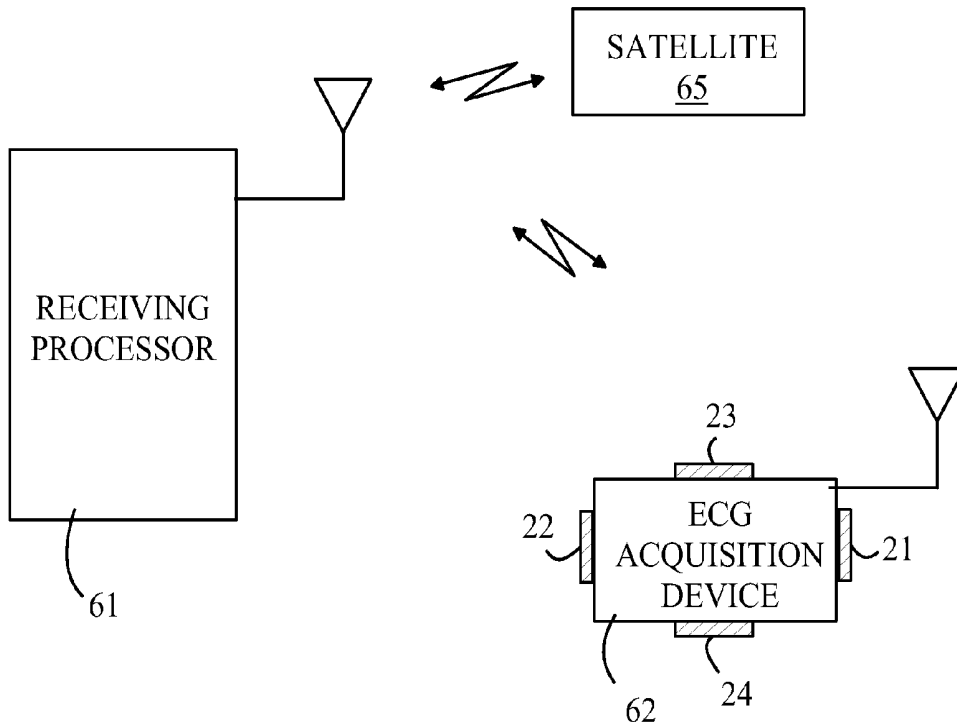 SATELLITE
65
RECEIVING
PROCESSOR
61
23
22
ECG
ACQUISITION
DEVICE
21
24
62